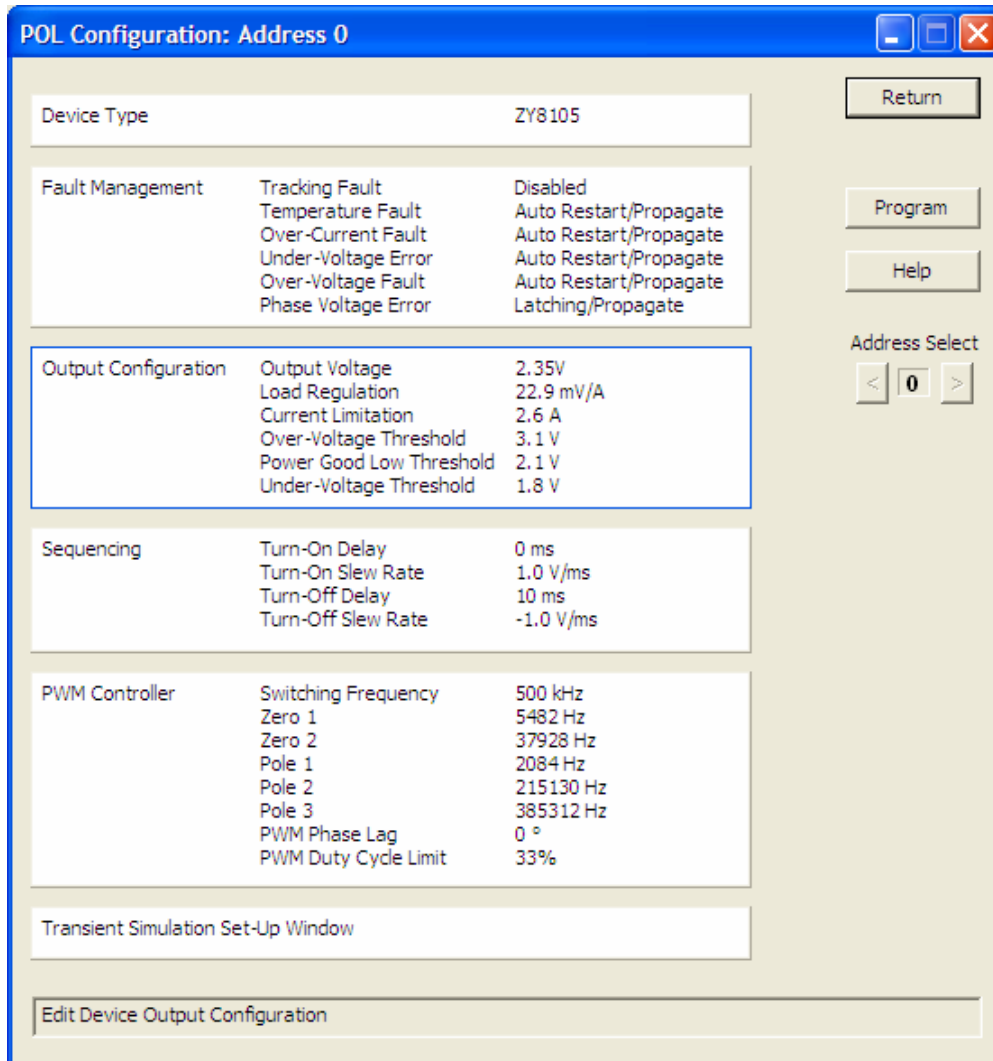 POL Configuration: Address 0
Return
Device Type ZY8105
Fault Management Tracking Fault Disabled
Temperature Fault Auto Restart/Propagate
Over-Current Fault Auto Restart/Propagate
Under-Voltage Error Auto Restart/Propagate
Over-Voltage Fault Auto Restart/Propagate
Phase Voltage Error Latching/Propagate
Program
Help
Address Select
< 0 >
Output Configuration Output Voltage 2.35V
Load Regulation 22.9 mV/A
Current Limitation 2.6 A
Over-Voltage Threshold 3.1 V
Power Good Low Threshold 2.1 V
Under-Voltage Threshold 1.8 V
Sequencing Turn-On Delay 0 ms
Turn-On Slew Rate 1.0 V/ms
Turn-Off Delay 10 ms
Turn-Off Slew Rate -1.0 V/ms
PWM Controller Switching Frequency 500 kHz
Zero 1 5482 Hz
Zero 2 37928 Hz
Pole 1 2084 Hz
Pole 2 215130 Hz
Pole 3 385312 Hz
PWM Phase Lag 0 °
PWM Duty Cycle Limit 33%
Transient Simulation Set-Up Window
Edit Device Output Configuration